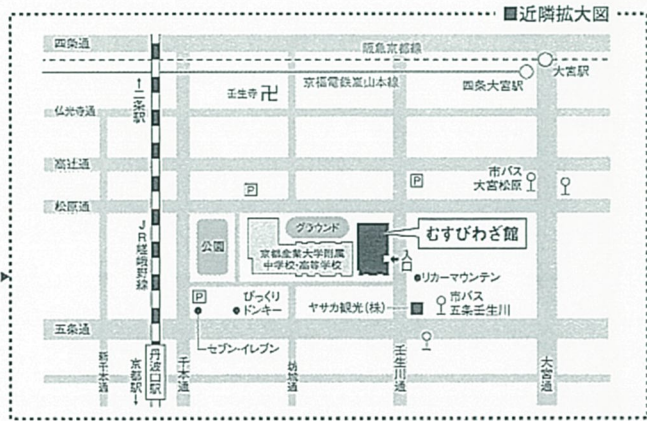 ■近隣拡大図
四条通
阪急京都線
大宮駅
京福電鉄嵐山本線
四条大宮駅
↑二条駅
壬生寺
卍
仏光寺通
高辻通
市バス
大宮松原
P
P
松原通
JR嵯峨野線
公園
グラウンド
京都産業大学附属
中学校・高等学校
むすびわざ館
入口
リカーマウンテン
P
びっくり
ドンキー
ヤサカ観光(株)
市バス
五条壬生川
五条通
セブン-イレブン
新千本通
京都駅↓
丹波口駅
千本通
坊城通
壬生川通
大宮通